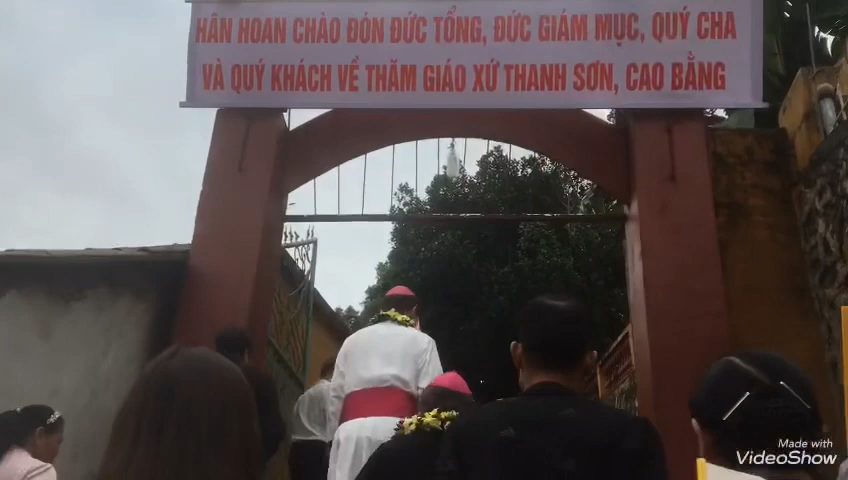 HÂN HOAN CHÀO ĐÓN ĐỨC TỔNG, ĐỨC GIÁM MỤC, QUÝ CHA
VÀ QUÝ KHÁCH VỀ THĂM GIÁO XỨ THANH SƠN, CAO BẰNG
Made with
VideoShow